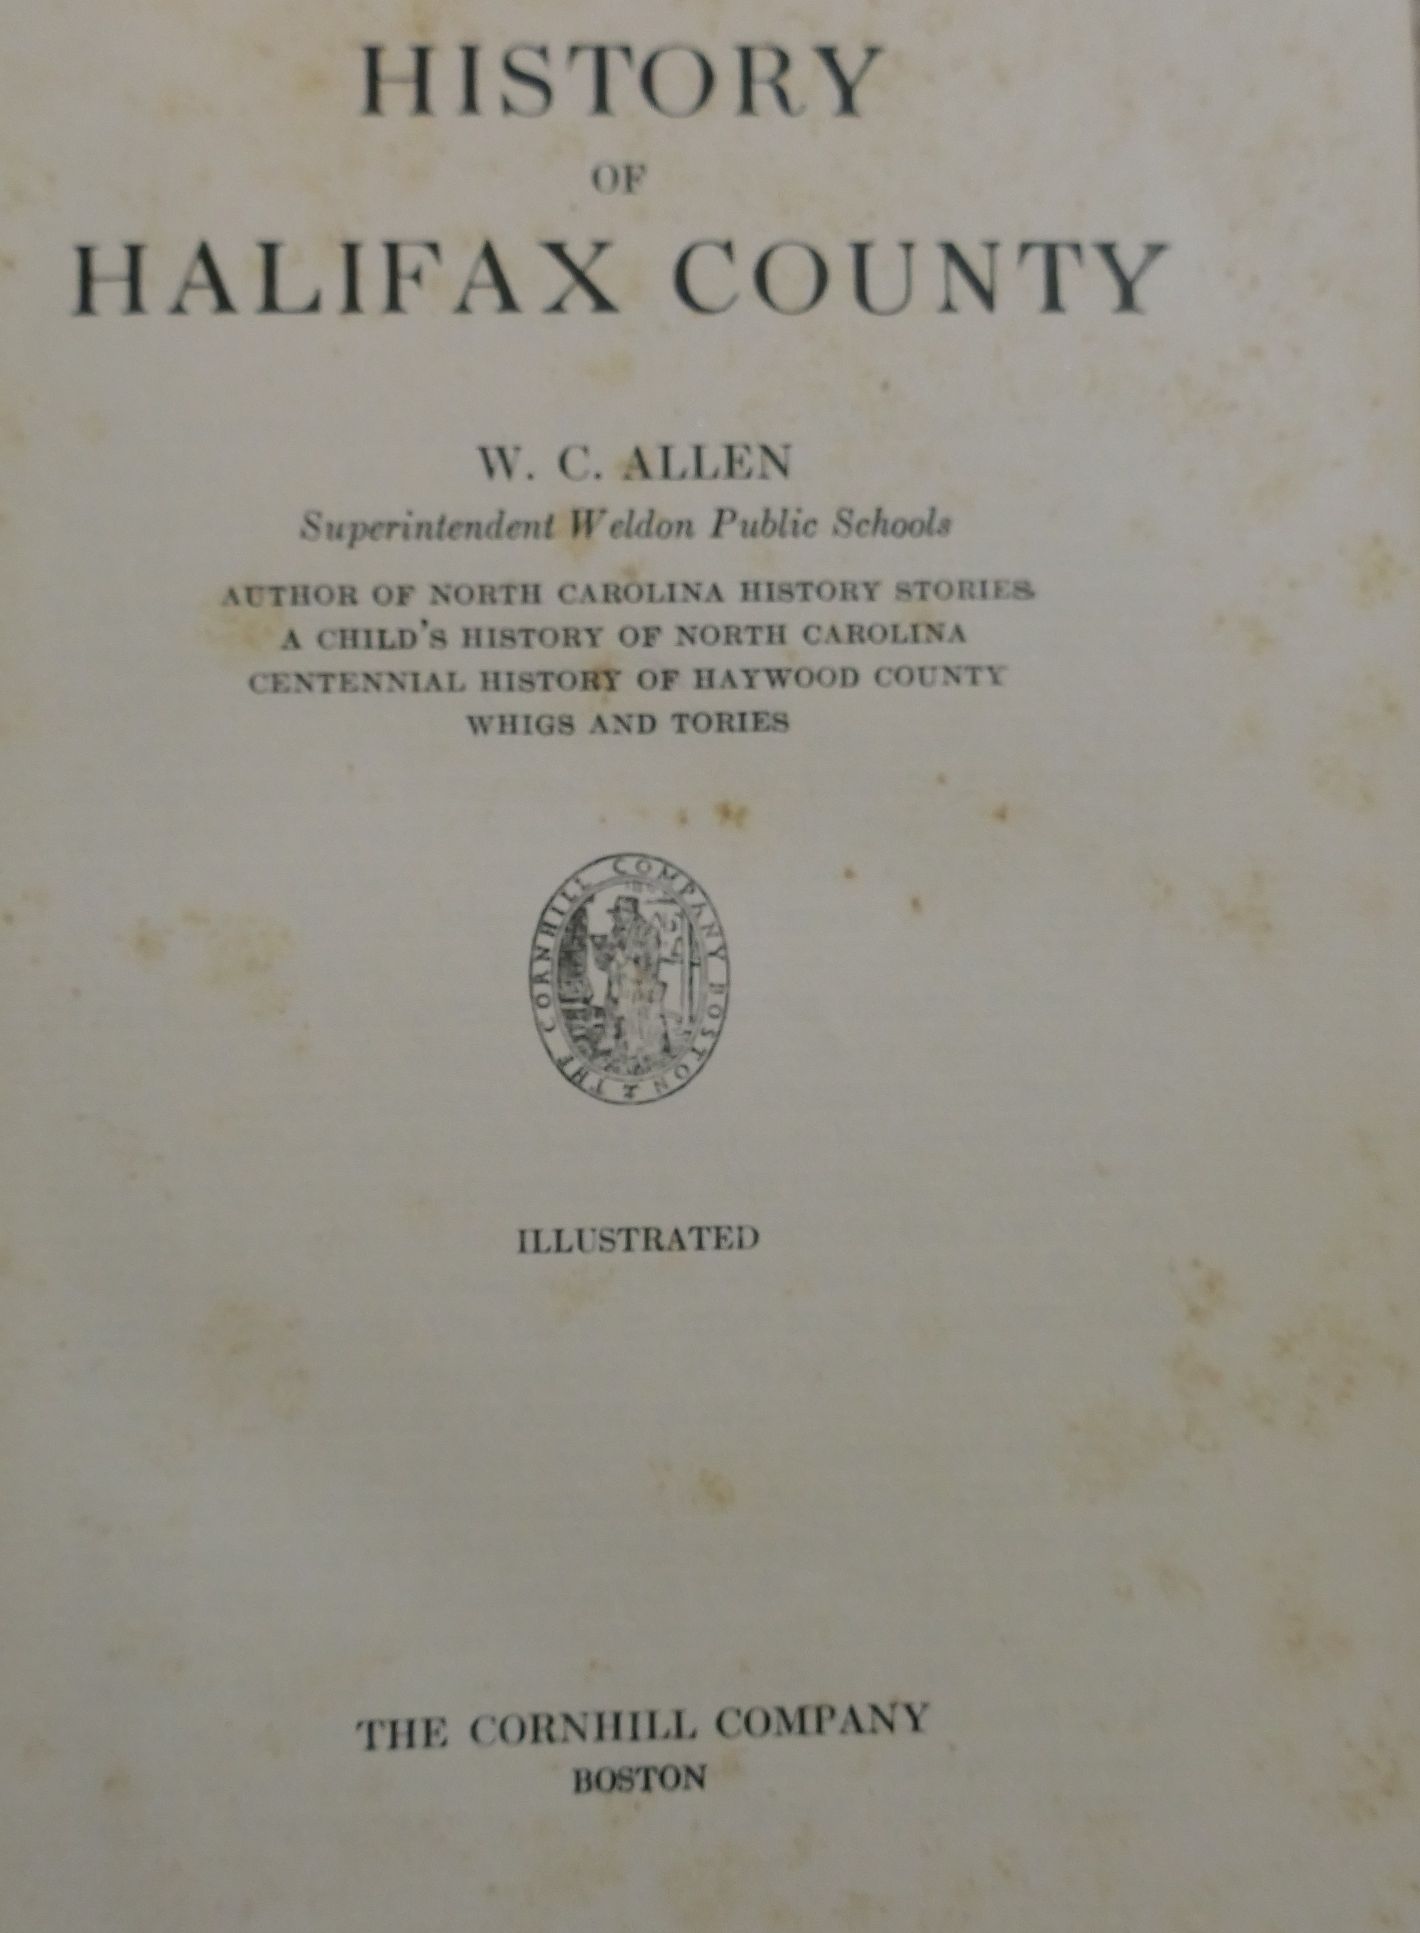 HISTORY
OF
HALIFAX COUNTY
W. C. ALLEN
Superintendent Weldon Public Schools
AUTHOR OF NORTH CAROLINA HISTORY STORIES
A CHILD'S HISTORY OF NORTH CAROLINA
CENTENNIAL HISTORY OF HAYWOOD COUNTY
WHIGS AND TORIES
THE CORNHILL COMPANY BOSTON
ILLUSTRATED
THE CORNHILL COMPANY
BOSTON